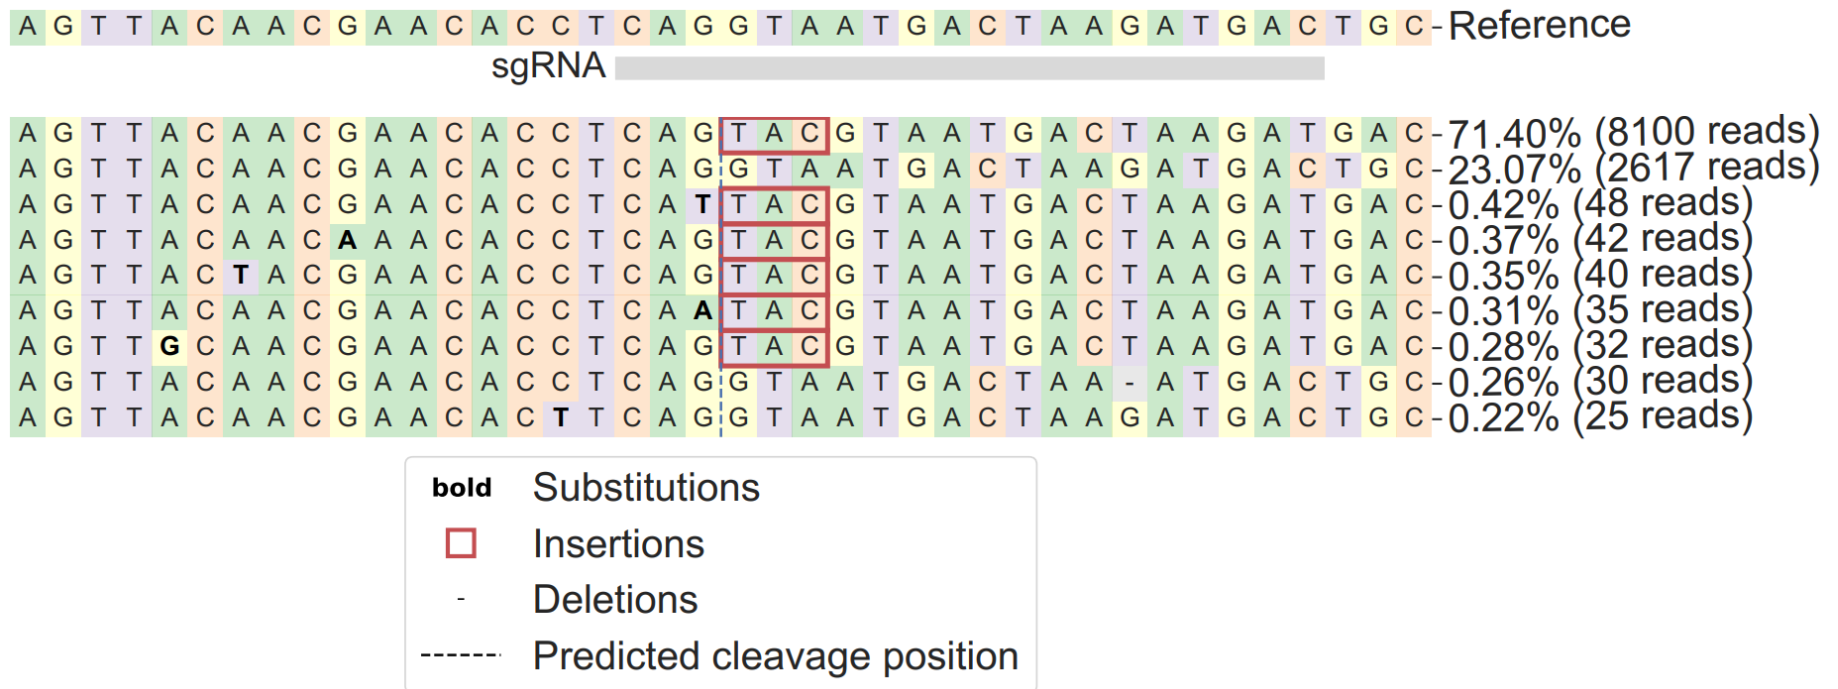 A G T T A C A A C G A A C A C C T C A G G T A A T G A C T A A G A T G A C T G C - Reference
sgRNA
A G T T A C A A C G A A C A C C T C A G T A C G T A A T G A C T A A G A T G A C - 71.40% (8100 reads)
A G T T A C A A C G A A C A C C T C A G G T A A T G A C T A A G A T G A C T G C - 23.07% (2617 reads)
A G T T A C A A C G A A C A C C T C A T T A C G T A A T G A C T A A G A T G A C - 0.42% (48 reads)
A G T T A C A A C A A A C A C C T C A G T A C G T A A T G A C T A A G A T G A C - 0.37% (42 reads)
A G T T A C T A C G A A C A C C T C A G T A C G T A A T G A C T A A G A T G A C - 0.35% (40 reads)
A G T T A C A A C G A A C A C C T C A A T A C G T A A T G A C T A A G A T G A C - 0.31% (35 reads)
A G T T G C A A C G A A C A C C T C A G T A C G T A A T G A C T A A G A T G A C - 0.28% (32 reads)
A G T T A C A A C G A A C A C C T C A G G T A A T G A C T A A - A T G A C T G C - 0.26% (30 reads)
A G T T A C A A C G A A C A C T T C A G G T A A T G A C T A A G A T G A C T G C - 0.22% (25 reads)
bold Substitutions
Insertions
- Deletions
Predicted cleavage position